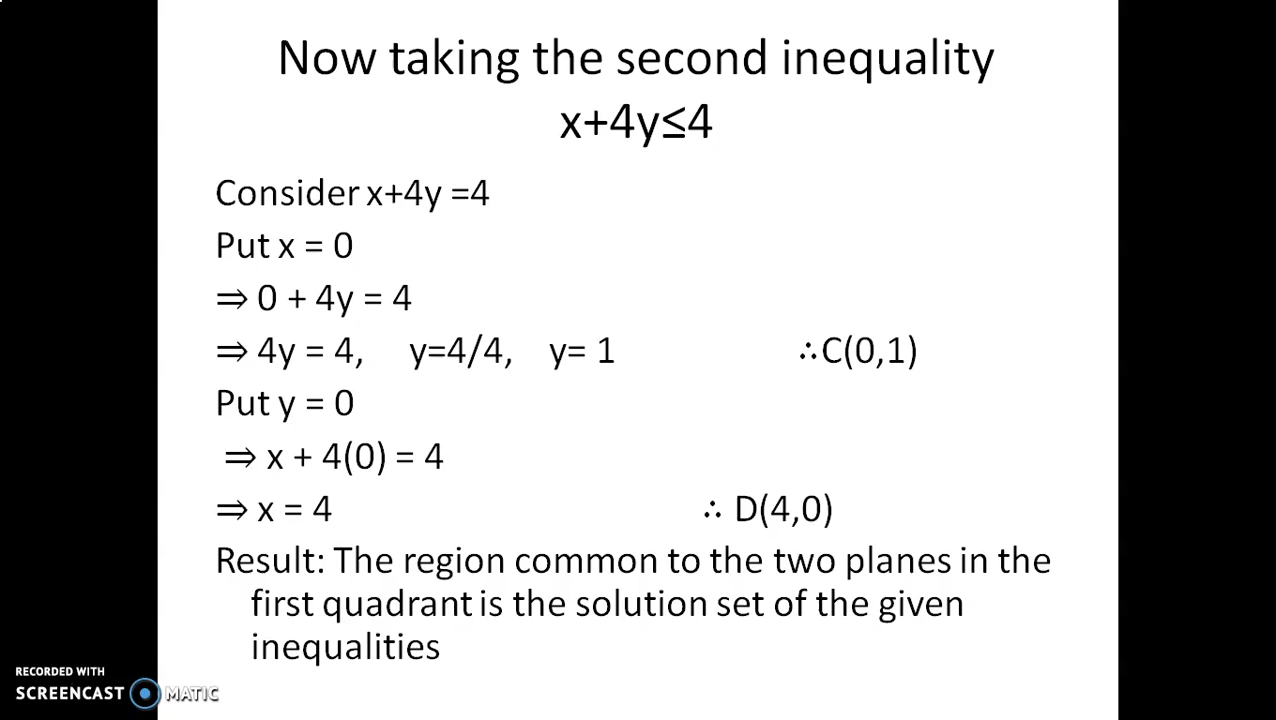 Now taking the second inequality
x+4y≤4
Consider x+4y =4
Put x = 0
⇒ 0 + 4y = 4
⇒ 4y = 4, y=4/4, y= 1 ∴C(0,1)
Put y = 0
⇒ x + 4(0) = 4
⇒ x = 4 ∴ D(4,0)
Result: The region common to the two planes in the
first quadrant is the solution set of the given
inequalities
RECORDED WITH
SCREENCAST MATIC